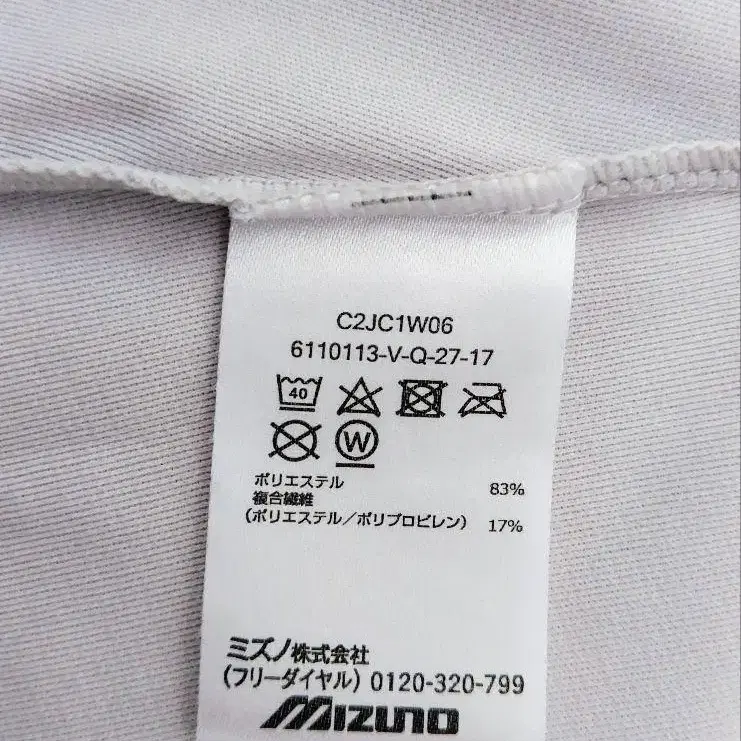 C2JC1W06
6110113-V-Q-27-17
40
W
ポリエステル 83%
複合繊維
(ポリエステル/ポリプロピレン) 17%
ミズノ株式会社
(フリーダイヤル) 0120-320-799
MIZUNO